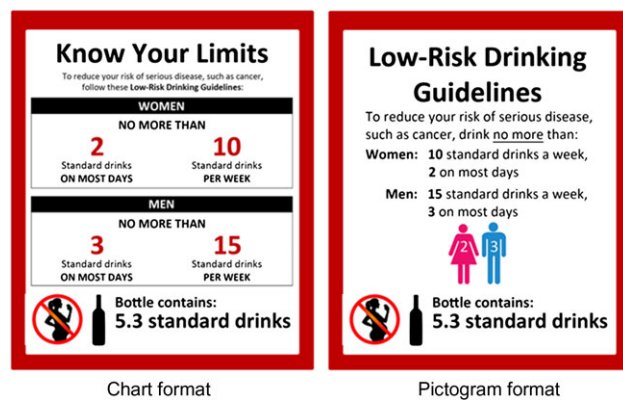 Know Your Limits
To reduce your risk of serious disease, such as cancer,
follow these Low-Risk Drinking Guidelines:
WOMEN
NO MORE THAN
2 10
Standard drinks Standard drinks
ON MOST DAYS PER WEEK
MEN
NO MORE THAN
3 15
Standard drinks Standard drinks
ON MOST DAYS PER WEEK
Bottle contains:
5.3 standard drinks
Chart format
Low-Risk Drinking
Guidelines
To reduce your risk of serious disease,
such as cancer, drink no more than:
Women: 10 standard drinks a week,
2 on most days
Men: 15 standard drinks a week,
3 on most days
2 3
Bottle contains:
5.3 standard drinks
Pictogram format